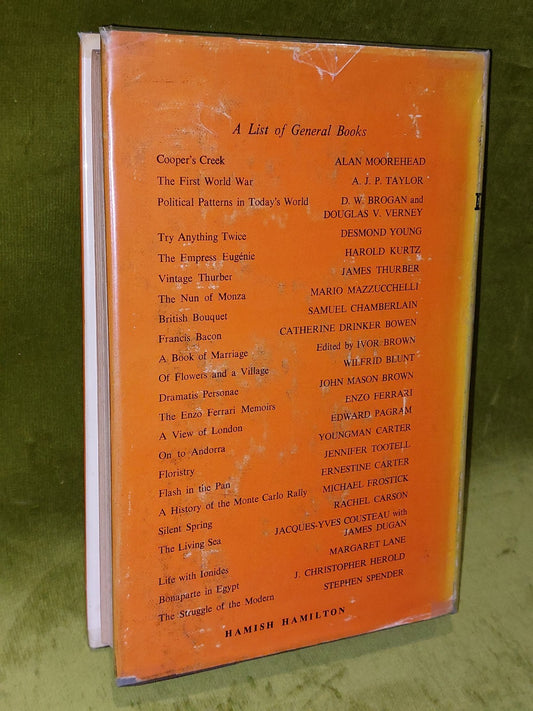 A List of General Books
Cooper's Creek ALAN MOOREHEAD
The First World War A. J. P. TAYLOR
Political Patterns in Today's World D. W. BROGAN and
DOUGLAS V. VERNEY
Try Anything Twice DESMOND YOUNG
The Empress Eugénie HAROLD KURTZ
Vintage Thurber JAMES THURBER
The Nun of Monza MARIO MAZZUCCHELLI
British Bouquet SAMUEL CHAMBERLAIN
Francis Bacon CATHERINE DRINKER BOWEN
A Book of Marriage Edited by IVOR BROWN
Of Flowers and a Village WILFRID BLUNT
Dramatis Personae JOHN MASON BROWN
The Enzo Ferrari Memoirs ENZO FERRARI
A View of London EDWARD PAGRAM
On to Andorra YOUNGMAN CARTER
Floristry JENNIFER TOOTELL
Flash in the Pan ERNESTINE CARTER
A History of the Monte Carlo Rally MICHAEL FROSTICK
Silent Spring RACHEL CARSON
The Living Sea JACQUES-YVES COUSTEAU with
JAMES DUGAN
Life with Ionides MARGARET LANE
Bonaparte in Egypt J. CHRISTOPHER HEROLD
The Struggle of the Modern STEPHEN SPENDER
HAMISH HAMILTON